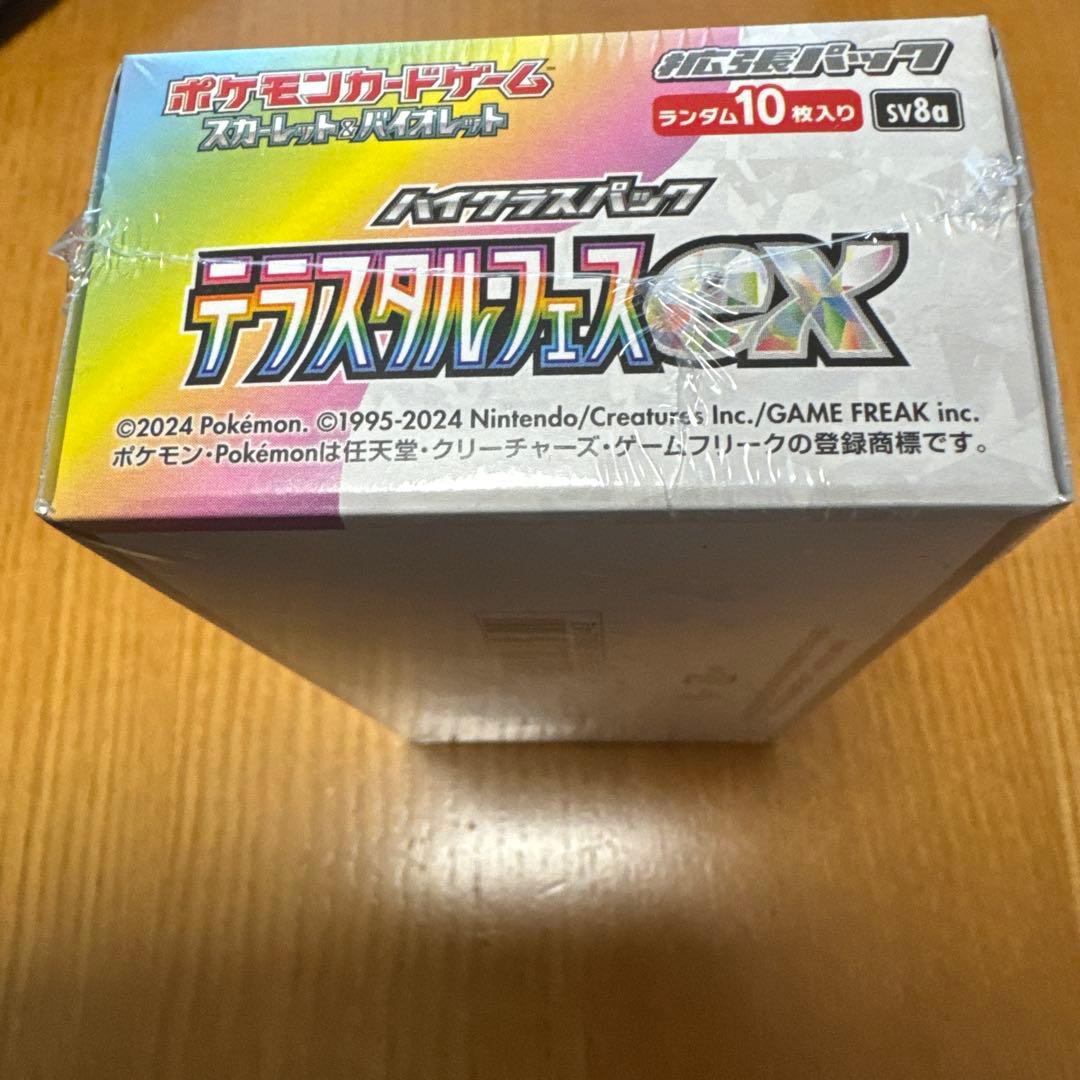 ポケモンカードゲーム
スカーレット&バイオレット
拡張パック
ランダム10枚入り
sv8a
ハイクラスパック
テラスタル・フェスex
©2024 Pokémon. ©1995-2024 Nintendo/Creatures Inc./GAME FREAK inc.
ポケモン・Pokémonは任天堂・クリーチャーズ・ゲームフリークの登録商標です。